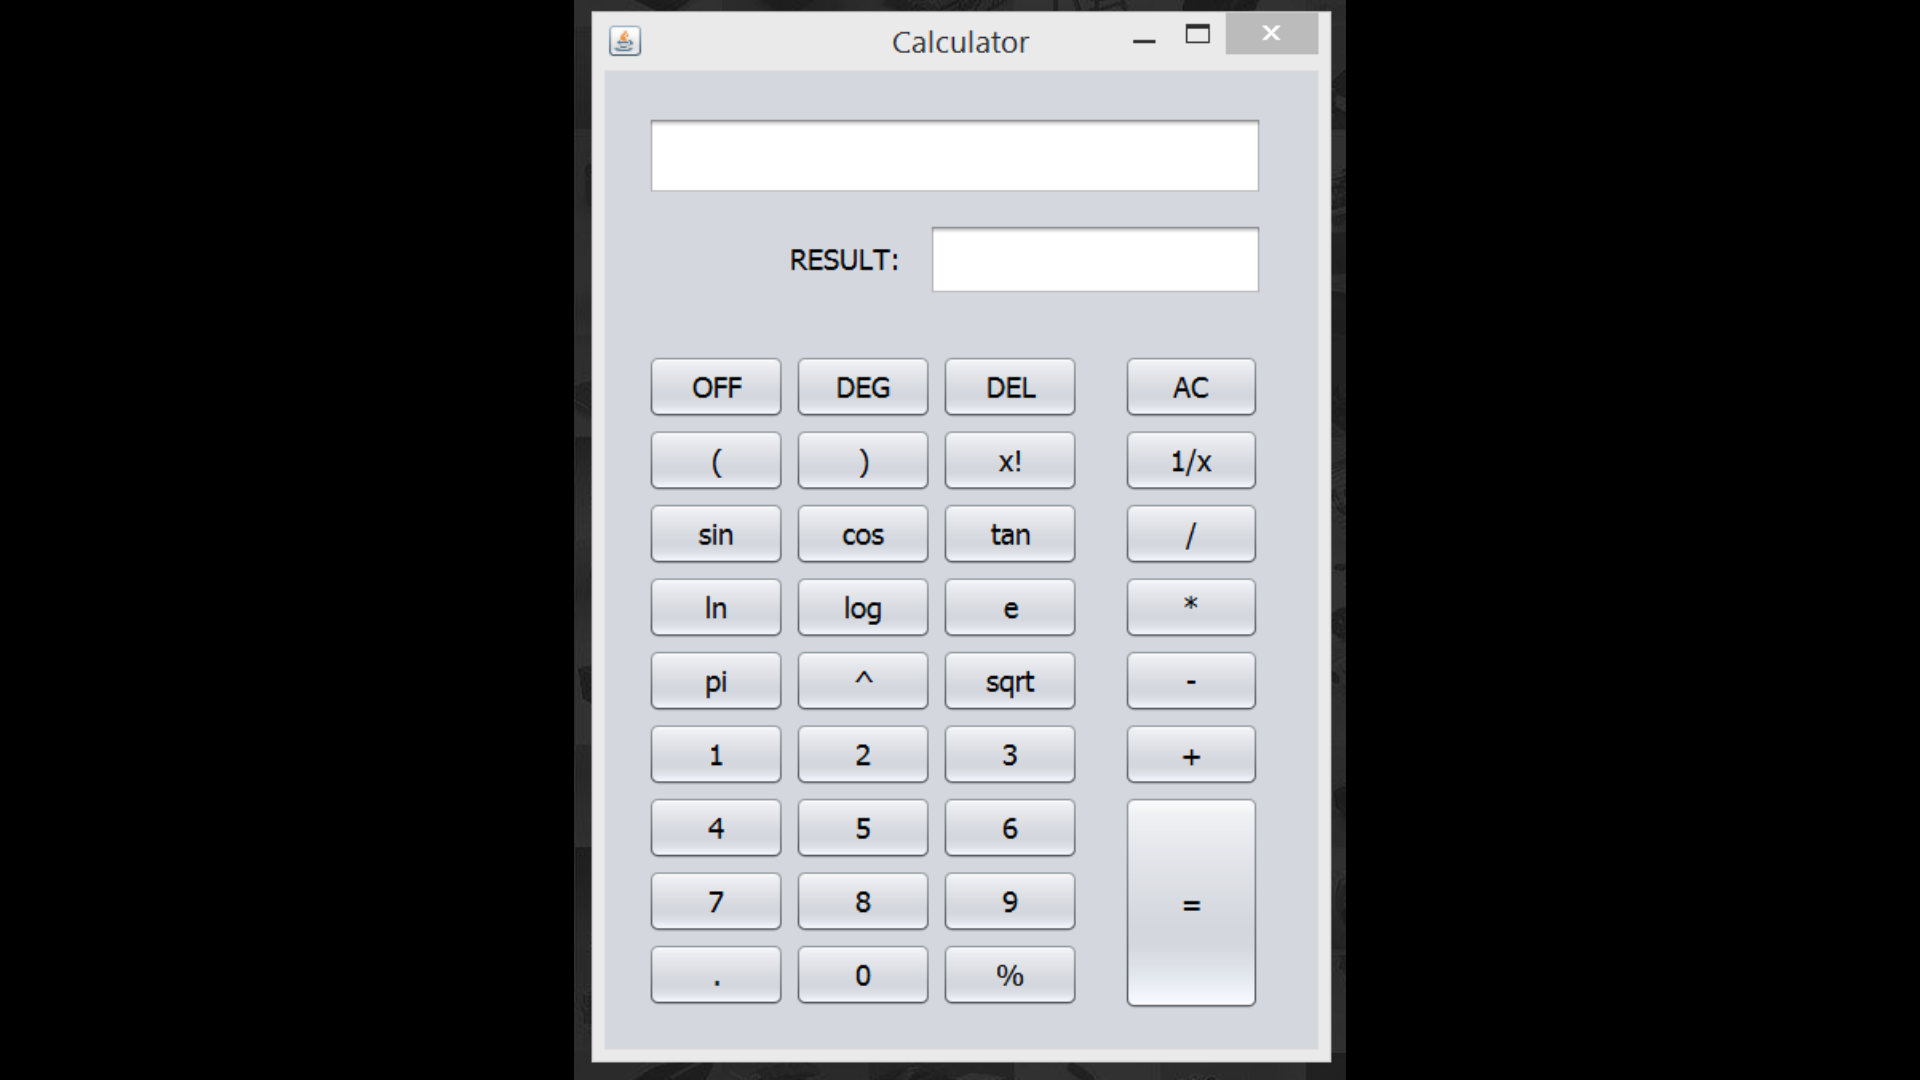 Calculator
RESULT:
OFF DEG DEL AC
( ) x! 1/x
sin cos tan /
ln log e *
pi ^ sqrt -
1 2 3 +
4 5 6
7 8 9 =
. 0 %